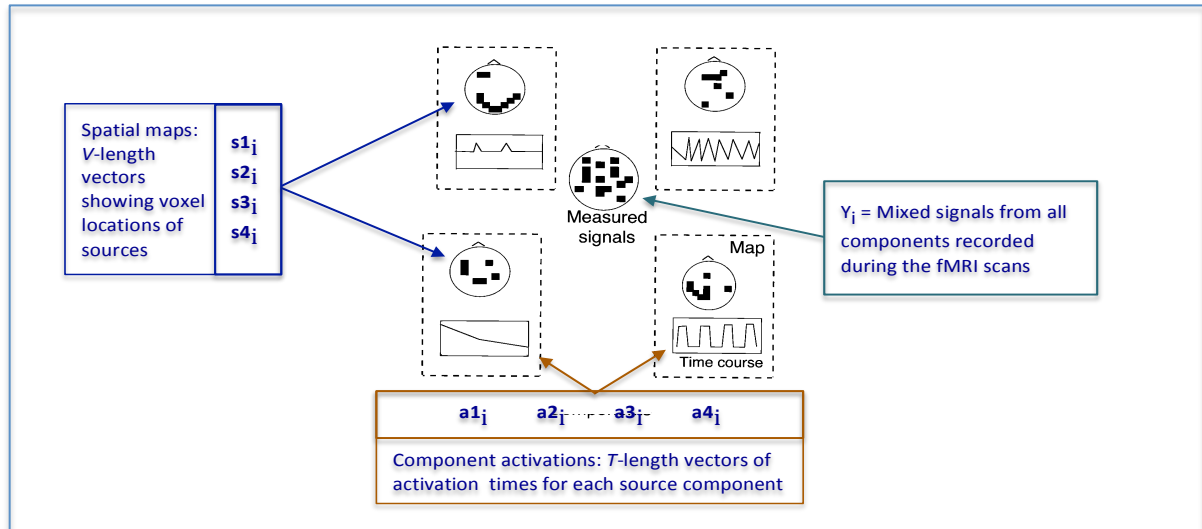 Spatial maps:
V-length
vectors
showing voxel
locations of
sources
s1i
s2i
s3i
s4i
Measured
signals
Map
Time course
Yi = Mixed signals from all
components recorded
during the fMRI scans
a1i a2i a3i a4i
Component activations: T-length vectors of
activation times for each source component